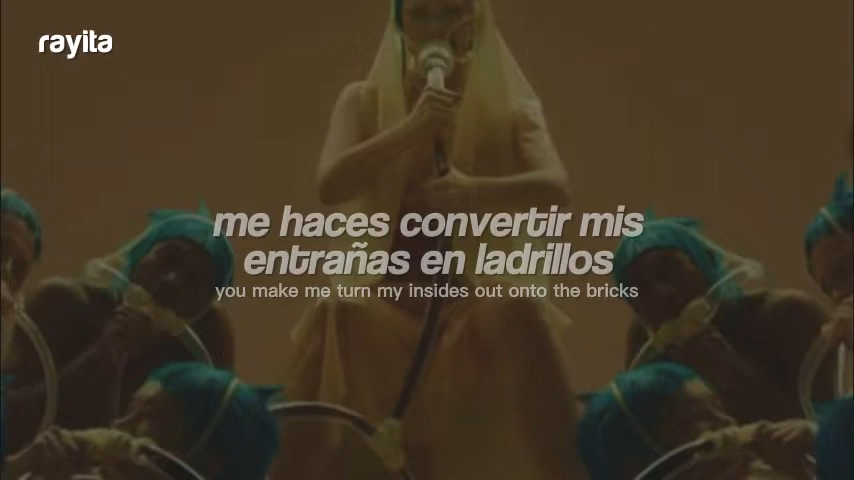 rayita
me haces convertir mis
entrañas en ladrillos
you make me turn my insides out onto the bricks